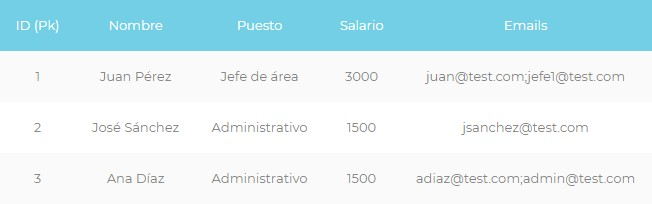 ID (Pk) Nombre Puesto Salario Emails
1 Juan Pérez Jefe de área 3000 juan@test.com;jefe1@test.com
2 José Sánchez Administrativo 1500 jsanchez@test.com
3 Ana Díaz Administrativo 1500 adiaz@test.com;admin@test.com